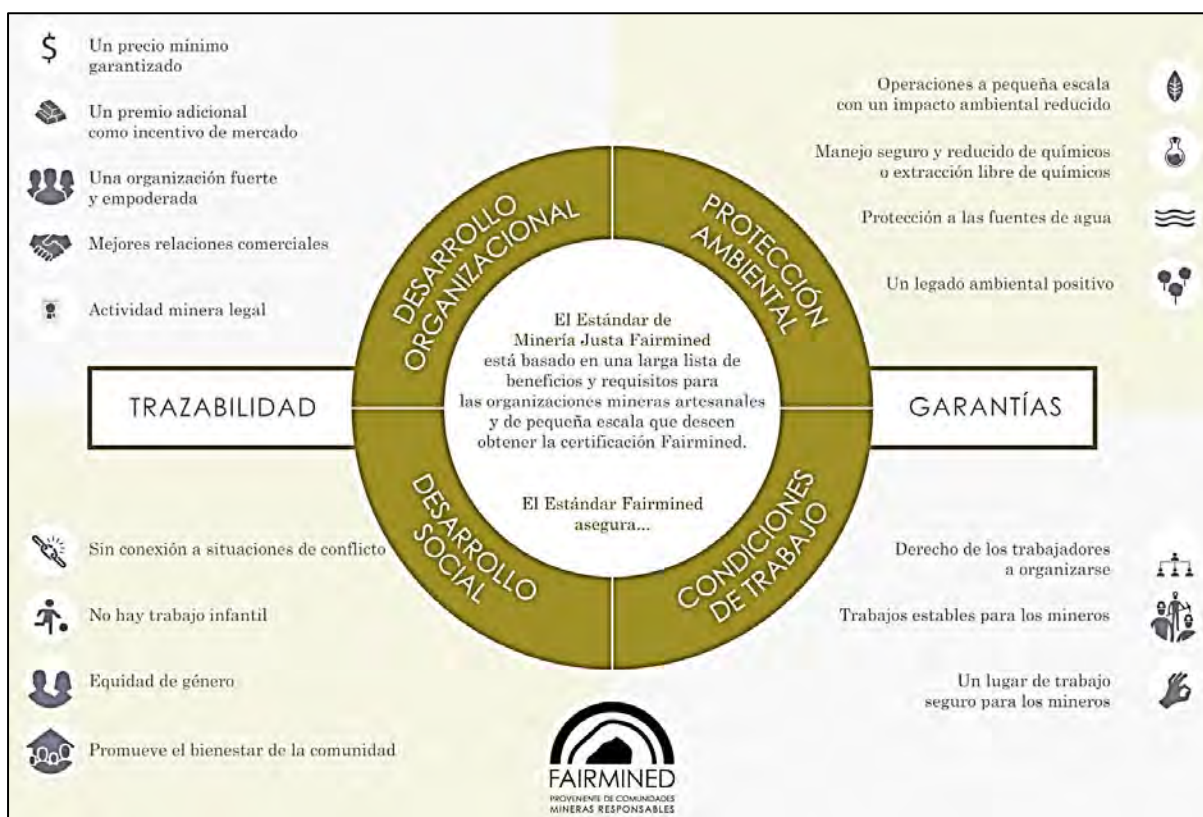 $
Un precio mínimo
garantizado
Un premio adicional
como incentivo de mercado
Una organización fuerte
y empoderada
Mejores relaciones comerciales
Actividad minera legal
Operaciones a pequeña escala
con un impacto ambiental reducido
Manejo seguro y reducido de químicos
o extracción libre de químicos
Protección a las fuentes de agua
Un legado ambiental positivo
DESARROLLO
ORGANIZACIONAL
PROTECCIÓN
AMBIENTAL
El Estándar de
Minería Justa Fairmined
está basado en una larga lista de
beneficios y requisitos para
las organizaciones mineras artesanales
y de pequeña escala que deseen
obtener la certificación Fairmined.
El Estándar Fairmined
asegura...
TRAZABILIDAD
GARANTÍAS
DESARROLLO
SOCIAL
CONDICIONES
DE TRABAJO
Sin conexión a situaciones de conflicto
No hay trabajo infantil
Equidad de género
Promueve el bienestar de la comunidad
Derecho de los trabajadores
a organizarse
Trabajos estables para los mineros
Un lugar de trabajo
seguro para los mineros
FAIRMINED
PROVENIENTE DE COMUNIDADES
MINERAS RESPONSABLES